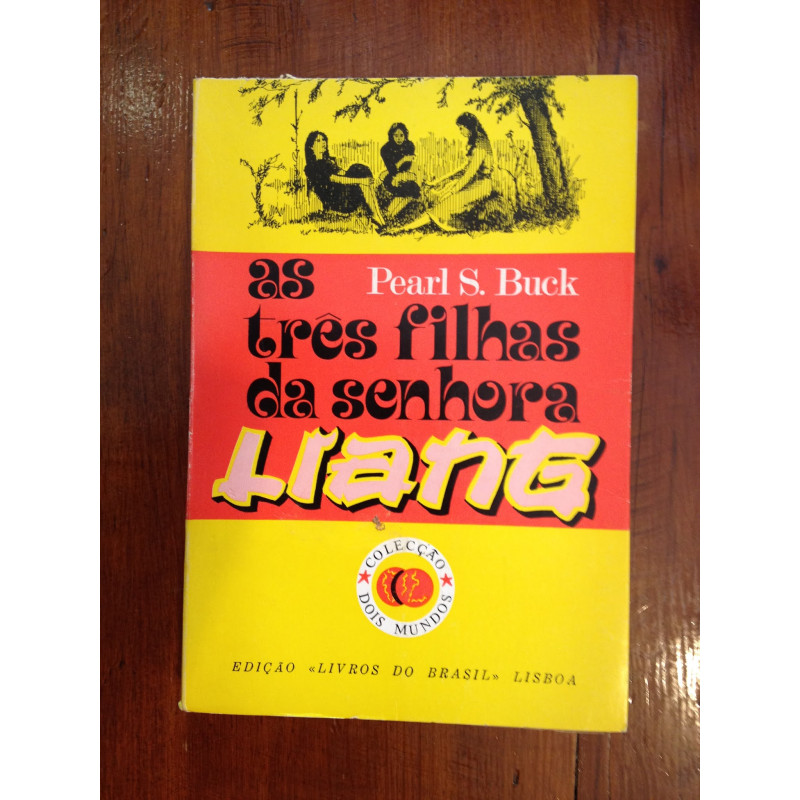 as Pearl S. Buck
três filhas
da senhora
LIANG
COLECÇÃO
DOIS MUNDOS
EDIÇÃO «LIVROS DO BRASIL» LISBOA